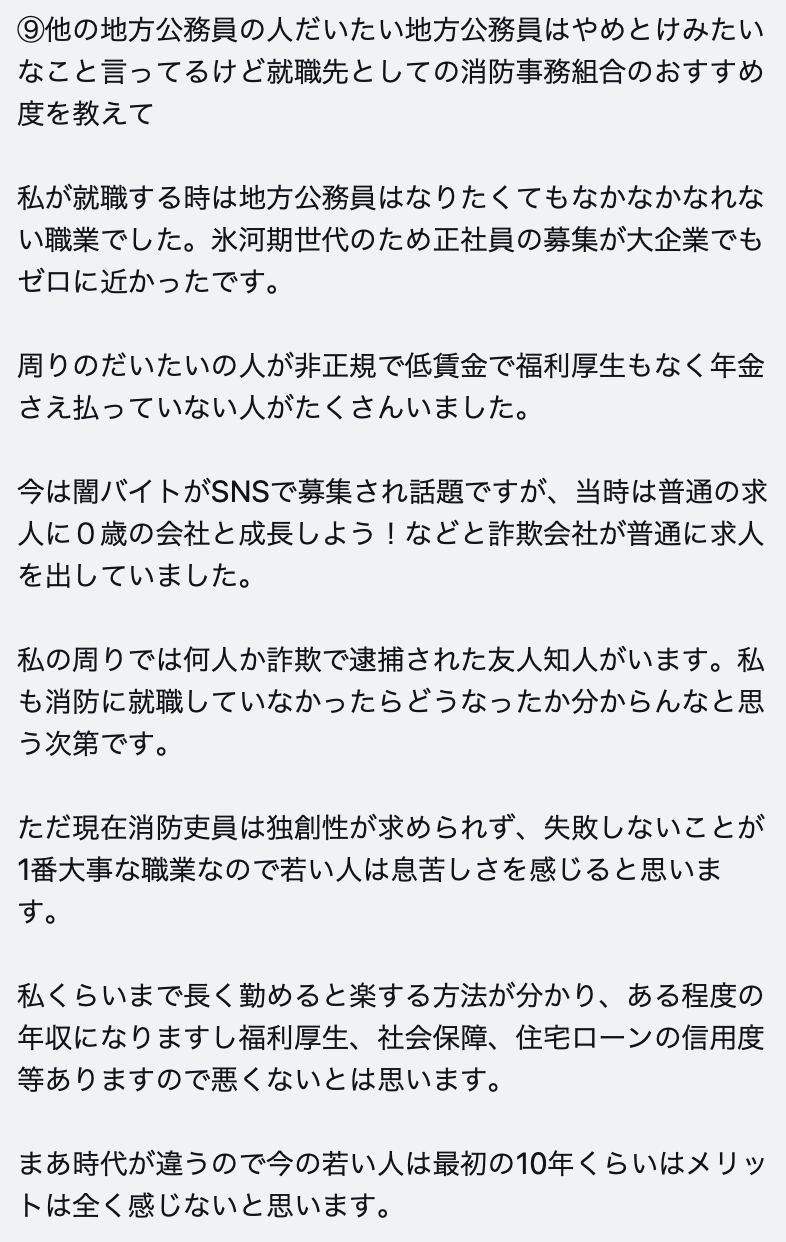 ⑨他の地方公務員の人だいたい地方公務員はやめとけみたい
なこと言ってるけど就職先としての消防事務組合のおすすめ
度を教えて
私が就職する時は地方公務員はなりたくてもなかなかなれな
い職業でした。氷河期世代のため正社員の募集が大企業でも
ゼロに近かったです。
周りのだいたいの人が非正規で低賃金で福利厚生もなく年金
さえ払っていない人がたくさんいました。
今は闇バイトがSNSで募集され話題ですが、当時は普通の求
人に０歳の会社と成長しよう！などと詐欺会社が普通に求人
を出していました。
私の周りでは何人か詐欺で逮捕された友人知人がいます。私
も消防に就職していなかったらどうなったか分からんなと思
う次第です。
ただ現在消防吏員は独創性が求められず、失敗しないことが
1番大事な職業なので若い人は息苦しさを感じると思いま
す。
私くらいまで長く勤めると楽する方法が分かり、ある程度の
年収になりますし福利厚生、社会保障、住宅ローンの信用度
等ありますので悪くないとは思います。
まあ時代が違うので今の若い人は最初の10年くらいはメリッ
トは全く感じないと思います。